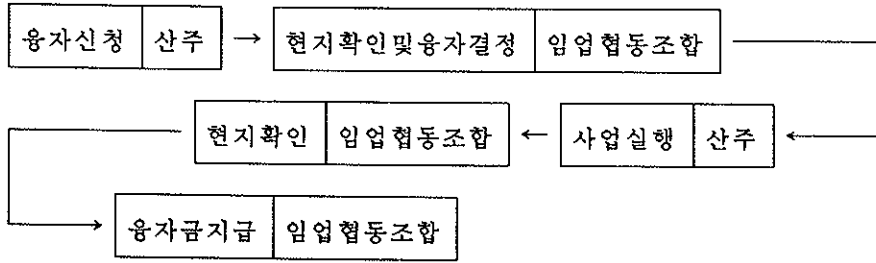 융자신청 산주 → 현지확인및융자결정 임업협동조합
현지확인 임업협동조합 ← 사업실행 산주
융자금지급 임업협동조합